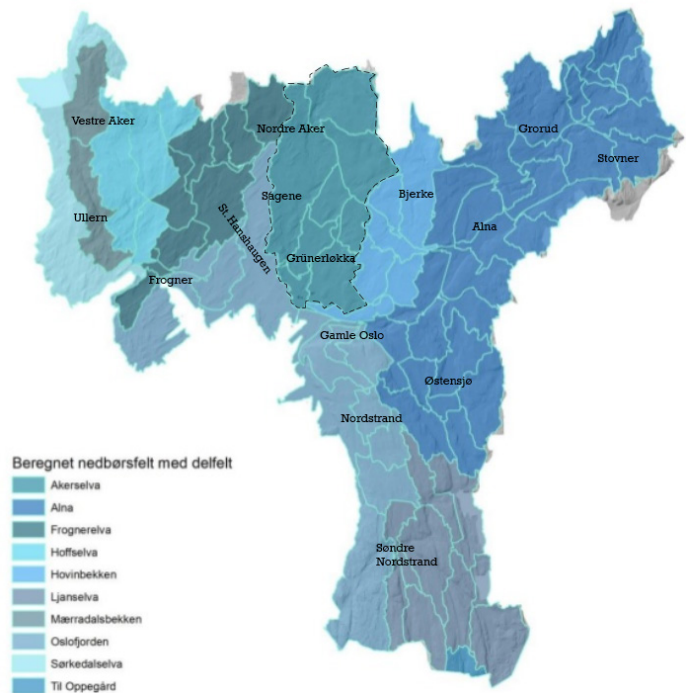 Vestre Aker
Nordre Aker
Grorud
Stovner
Sagene
Bjerke
Ullern
St. Hanshaugen
Alna
Grünerløkka
Frogner
Gamle Oslo
Østensjø
Nordstrand
Søndre
Nordstrand
Beregnet nedbørsfelt med delfelt
Akerselva
Alna
Frognerelva
Hoffselva
Hovinbekken
Ljanselva
Mærradalsbekken
Oslofjorden
Sørkedalselva
Til Oppegård